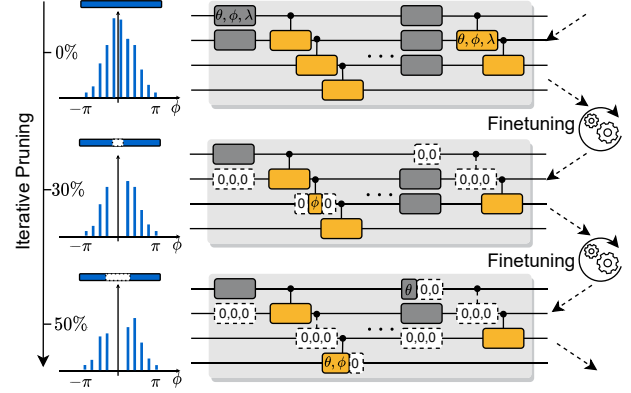 Iterative Pruning
0%
−π π ϕ
θ, ϕ, λ
θ, ϕ, λ
...
Finetuning
30%
−π π ϕ
0,0
0,0,0 0,0,0
0 ϕ 0
...
Finetuning
50%
−π π ϕ
θ 0,0
0,0,0 0,0,0
0,0,0 ... 0,0,0
θ, ϕ 0